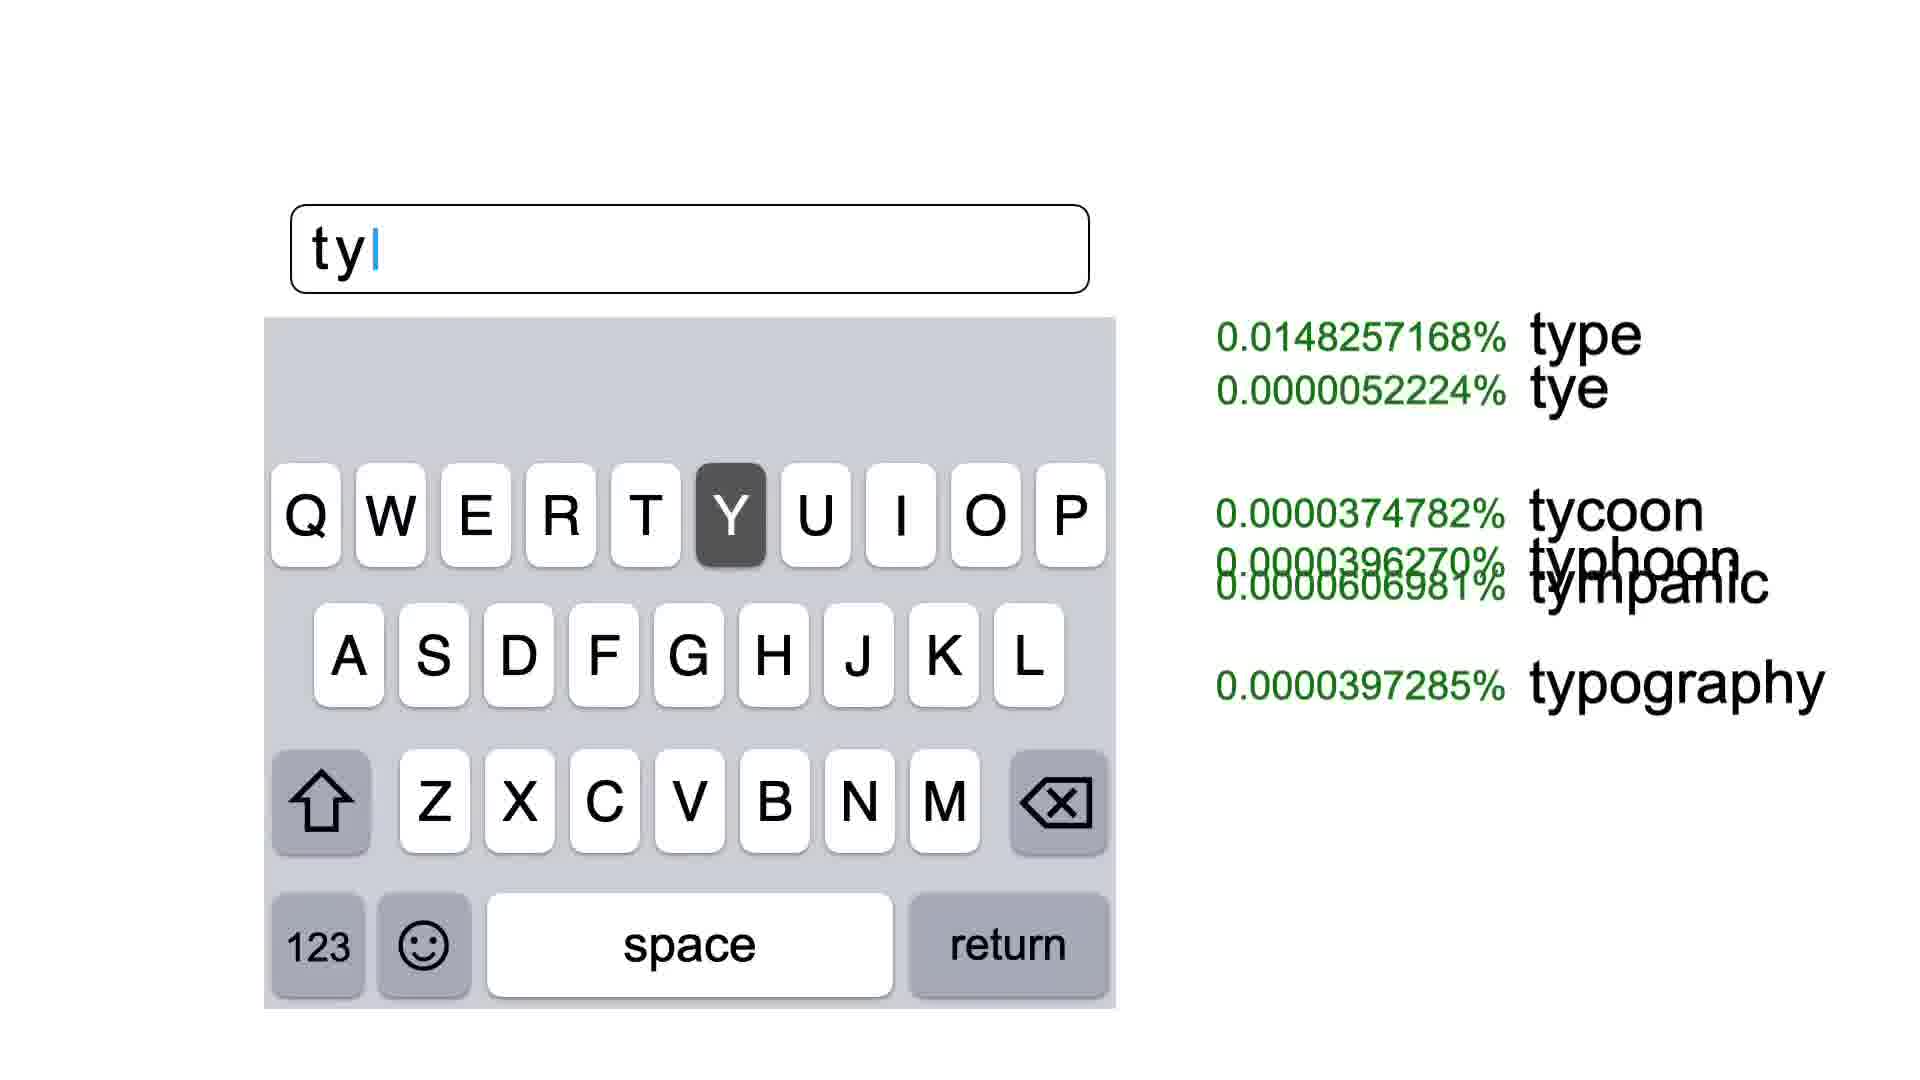 ty
0.0148257168% type
0.0000052224% tye
0.0000374782% tycoon
0.0000396270% typhoon
0.0000606981% tympanic
0.0000397285% typography
Q W E R T Y U I O P
A S D F G H J K L
Z X C V B N M
123 space return